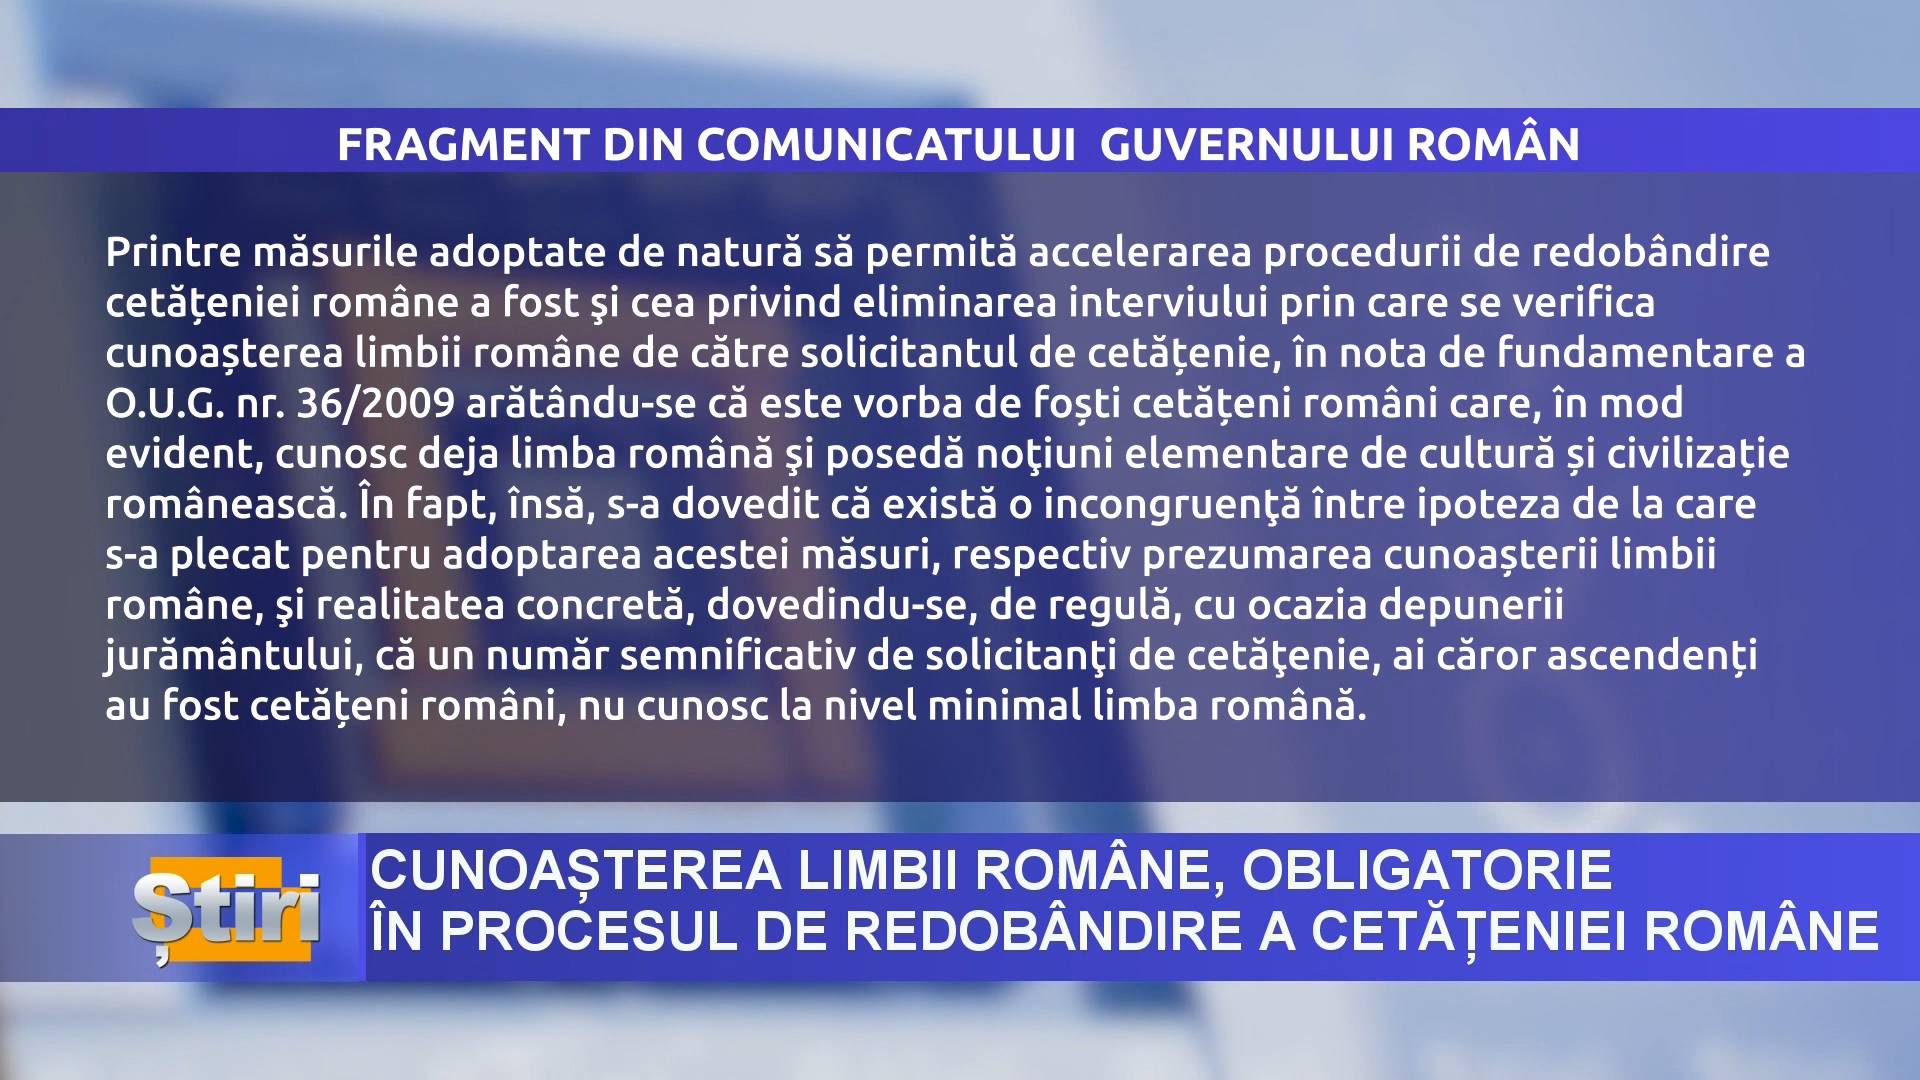 FRAGMENT DIN COMUNICATULUI  GUVERNULUI ROMÂN
Printre măsurile adoptate de natură să permită accelerarea procedurii de redobândire
cetățeniei române a fost şi cea privind eliminarea interviului prin care se verifica
cunoașterea limbii române de către solicitantul de cetățenie, în nota de fundamentare a
O.U.G. nr. 36/2009 arătându-se că este vorba de foști cetățeni români care, în mod
evident, cunosc deja limba română şi posedă noţiuni elementare de cultură și civilizație
românească. În fapt, însă, s-a dovedit că există o incongruenţă între ipoteza de la care
s-a plecat pentru adoptarea acestei măsuri, respectiv prezumarea cunoașterii limbii
române, şi realitatea concretă, dovedindu-se, de regulă, cu ocazia depunerii
jurământului, că un număr semnificativ de solicitanţi de cetăţenie, ai căror ascendenți
au fost cetățeni români, nu cunosc la nivel minimal limba română.
Știri
CUNOAȘTEREA LIMBII ROMÂNE, OBLIGATORIE
ÎN PROCESUL DE REDOBÂNDIRE A CETĂȚENIEI ROMÂNE